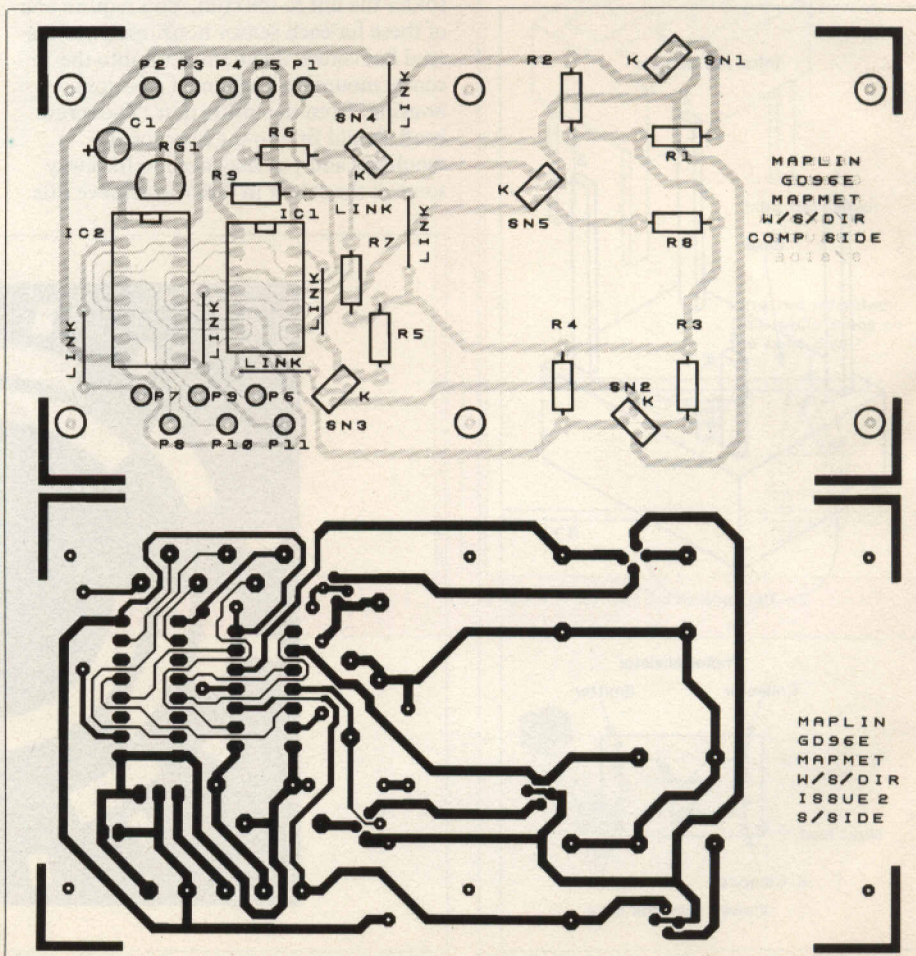 P2 P3 P4 P5 P1
LINK
R2
K
SN1
C1
+
RG1
R6
SN4
K
R1
R9
LINK
SN5
K
IC2
IC1
LINK
R7
R8
MAPLIN
GD96E
MAPMET
W/S/DIR
COMP SIDE
LINK
LINK
LINK
LINK
R5
R4
R3
P7
P9
P6
SN3
K
SN2
K
P8
P10
P11
MAPLIN
GD96E
MAPMET
W/S/DIR
ISSUE 2
S/SIDE